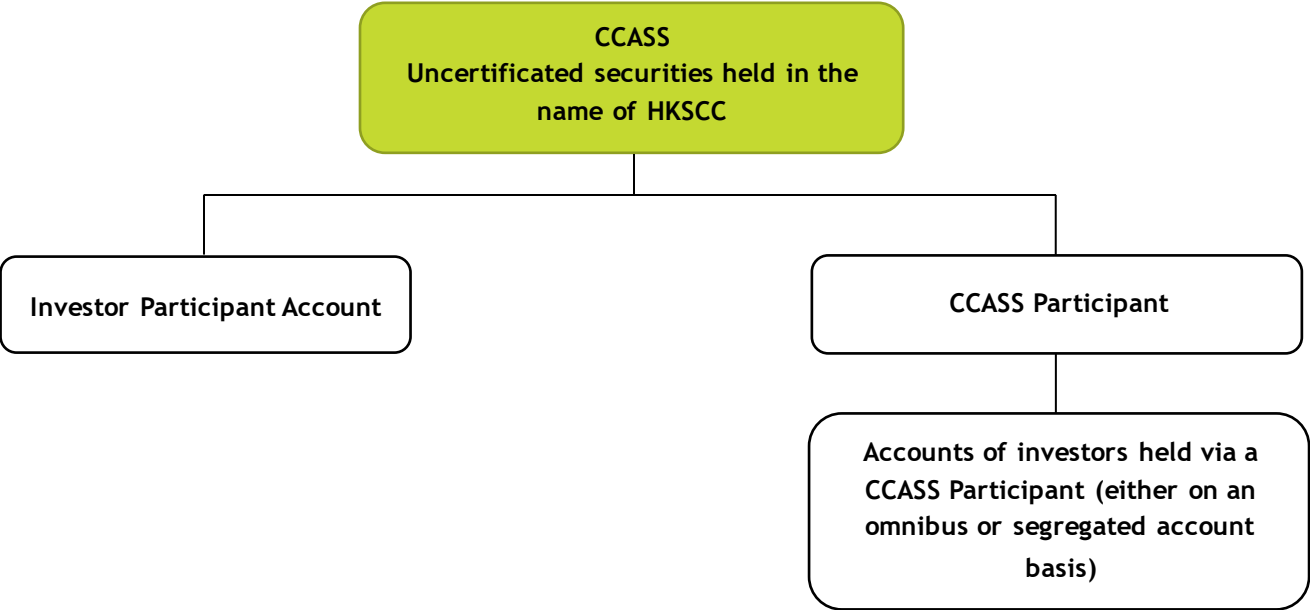 CCASS
Uncertificated securities held in the
name of HKSCC
Investor Participant Account
CCASS Participant
Accounts of investors held via a
CCASS Participant (either on an
omnibus or segregated account
basis)